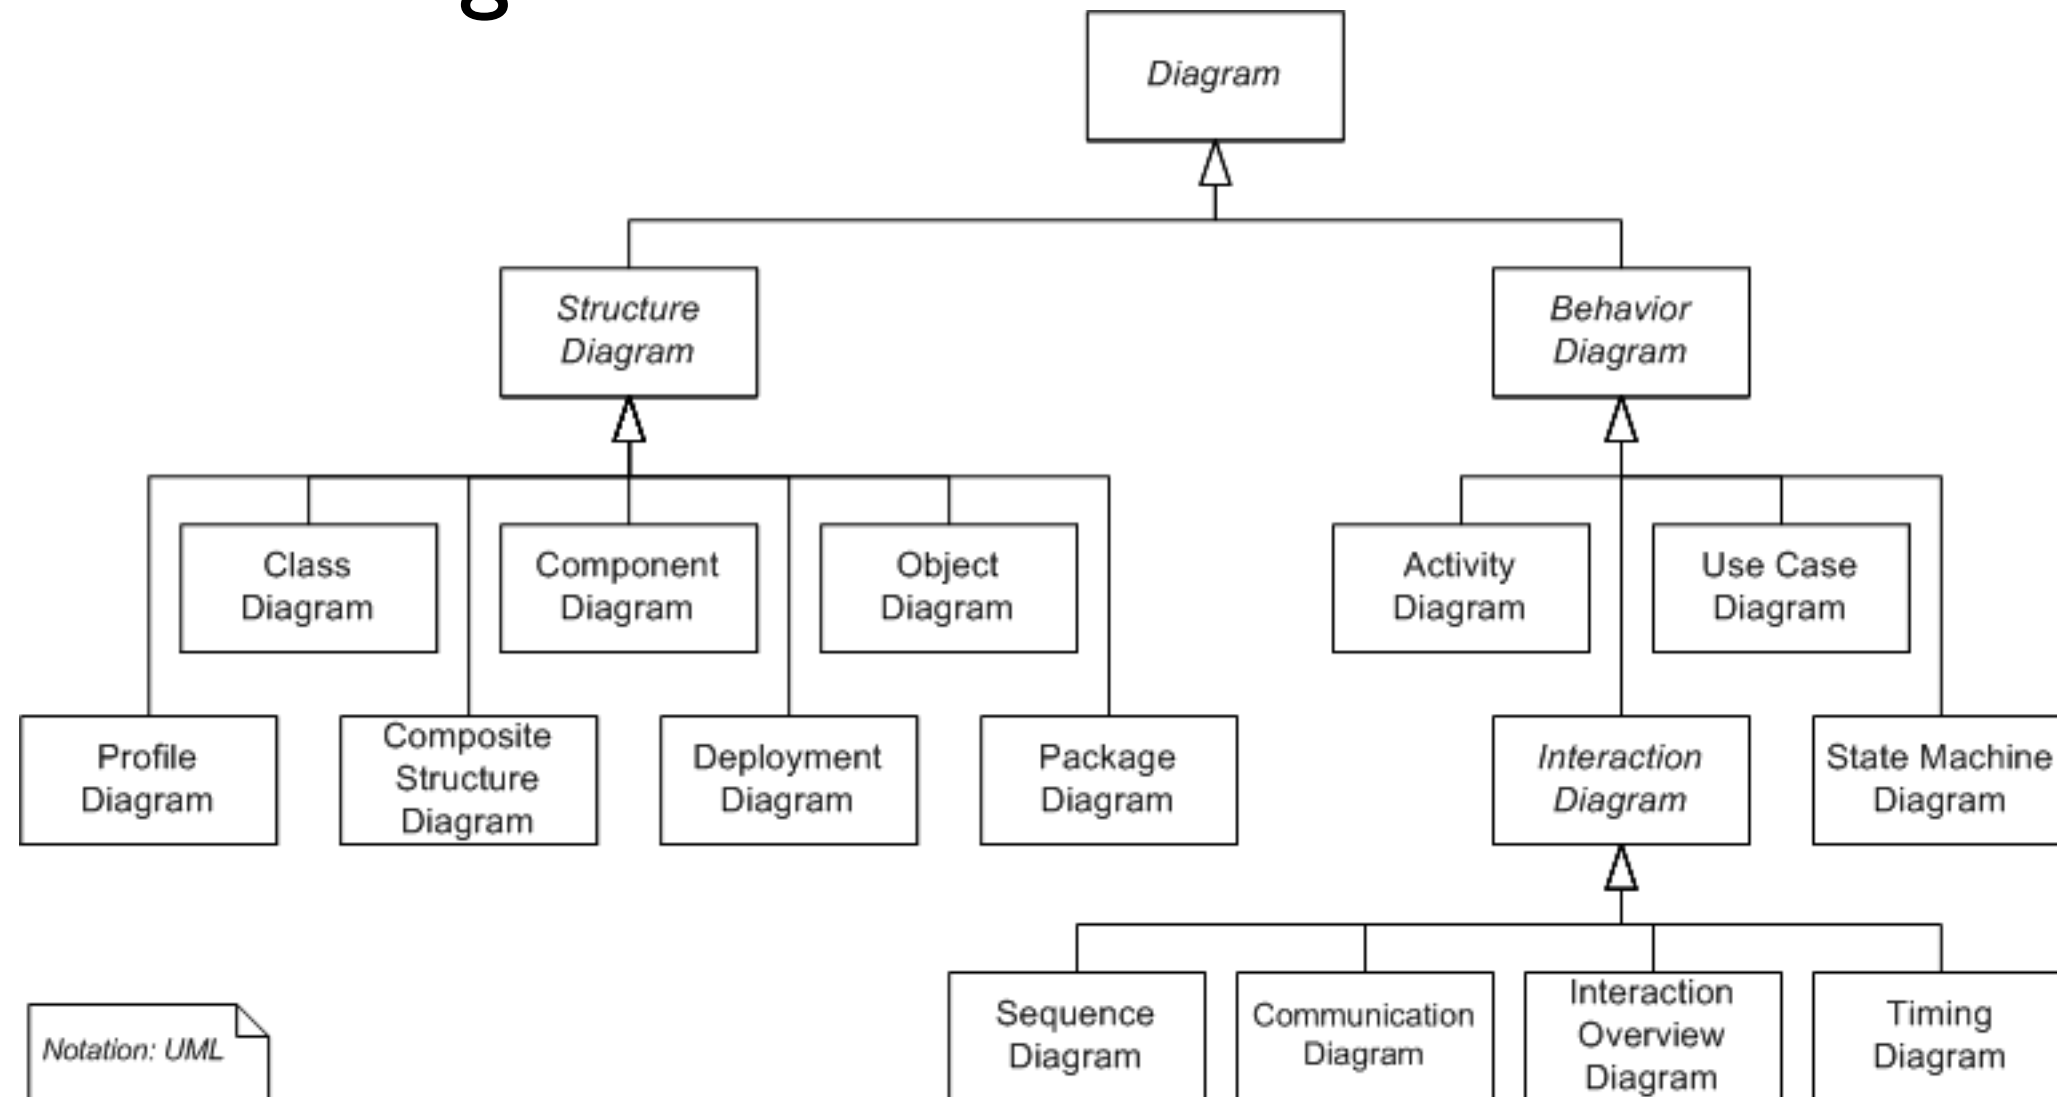 Diagram
Structure
Diagram
Behavior
Diagram
Class
Diagram
Component
Diagram
Object
Diagram
Activity
Diagram
Use Case
Diagram
Profile
Diagram
Composite
Structure
Diagram
Deployment
Diagram
Package
Diagram
Interaction
Diagram
State Machine
Diagram
Sequence
Diagram
Communication
Diagram
Interaction
Overview
Diagram
Timing
Diagram
Notation: UML